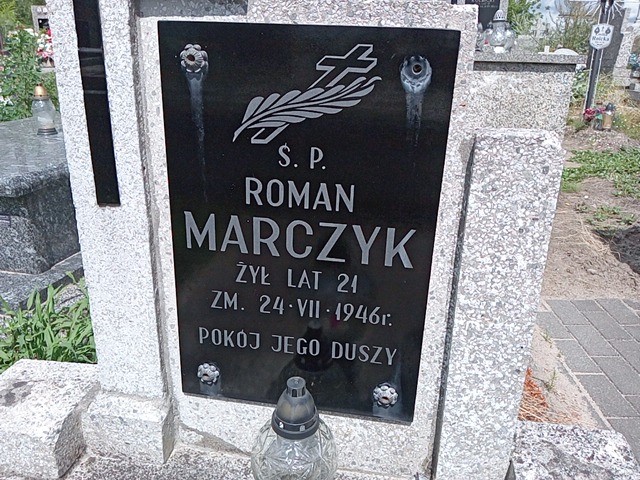 Ś. P.
ROMAN
MARCZYK
ŻYŁ LAT 21
ZM. 24·VII·1946r.
POKÓJ JEGO DUSZY